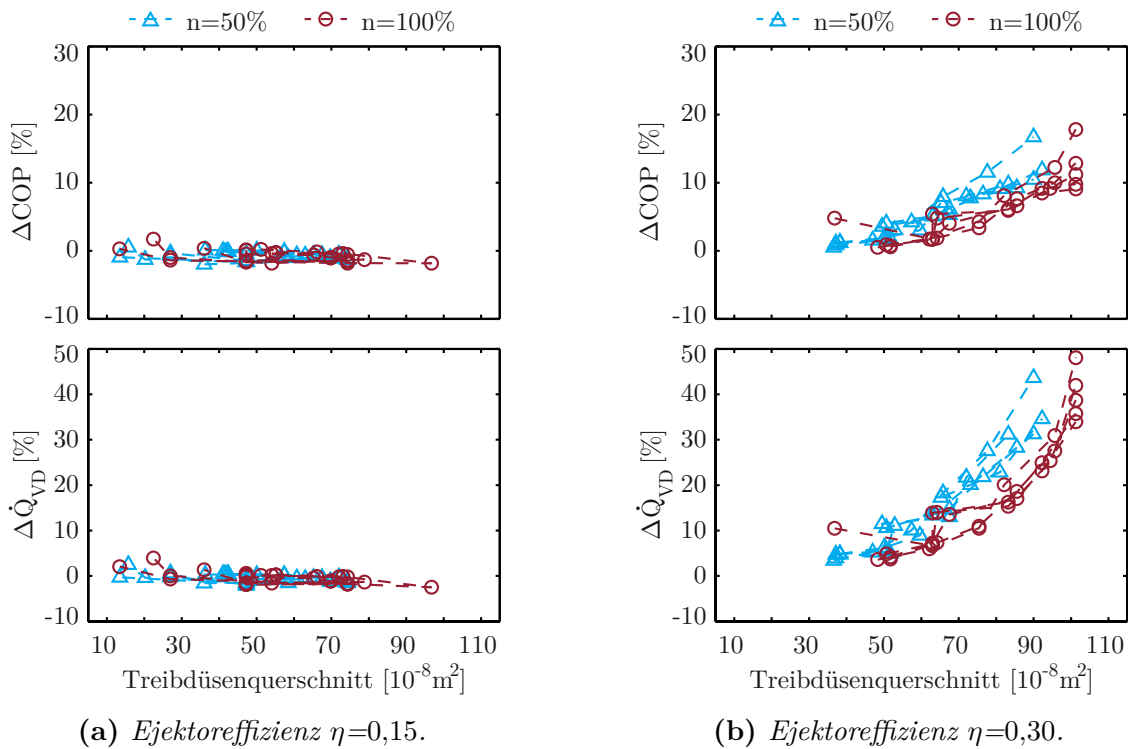 n=50% n=100%
n=50% n=100%
30
20
10
0
-10
ΔCOP [%]
30
20
10
0
-10
ΔCOP [%]
50
40
30
20
10
0
-10
ΔQ̇VD [%]
10 30 50 70 90 110
Treibdüsenquerschnitt [10-8m2]
50
40
30
20
10
0
-10
ΔQ̇VD [%]
10 30 50 70 90 110
Treibdüsenquerschnitt [10-8m2]
(a) Ejektoreffizienz η=0,15.
(b) Ejektoreffizienz η=0,30.